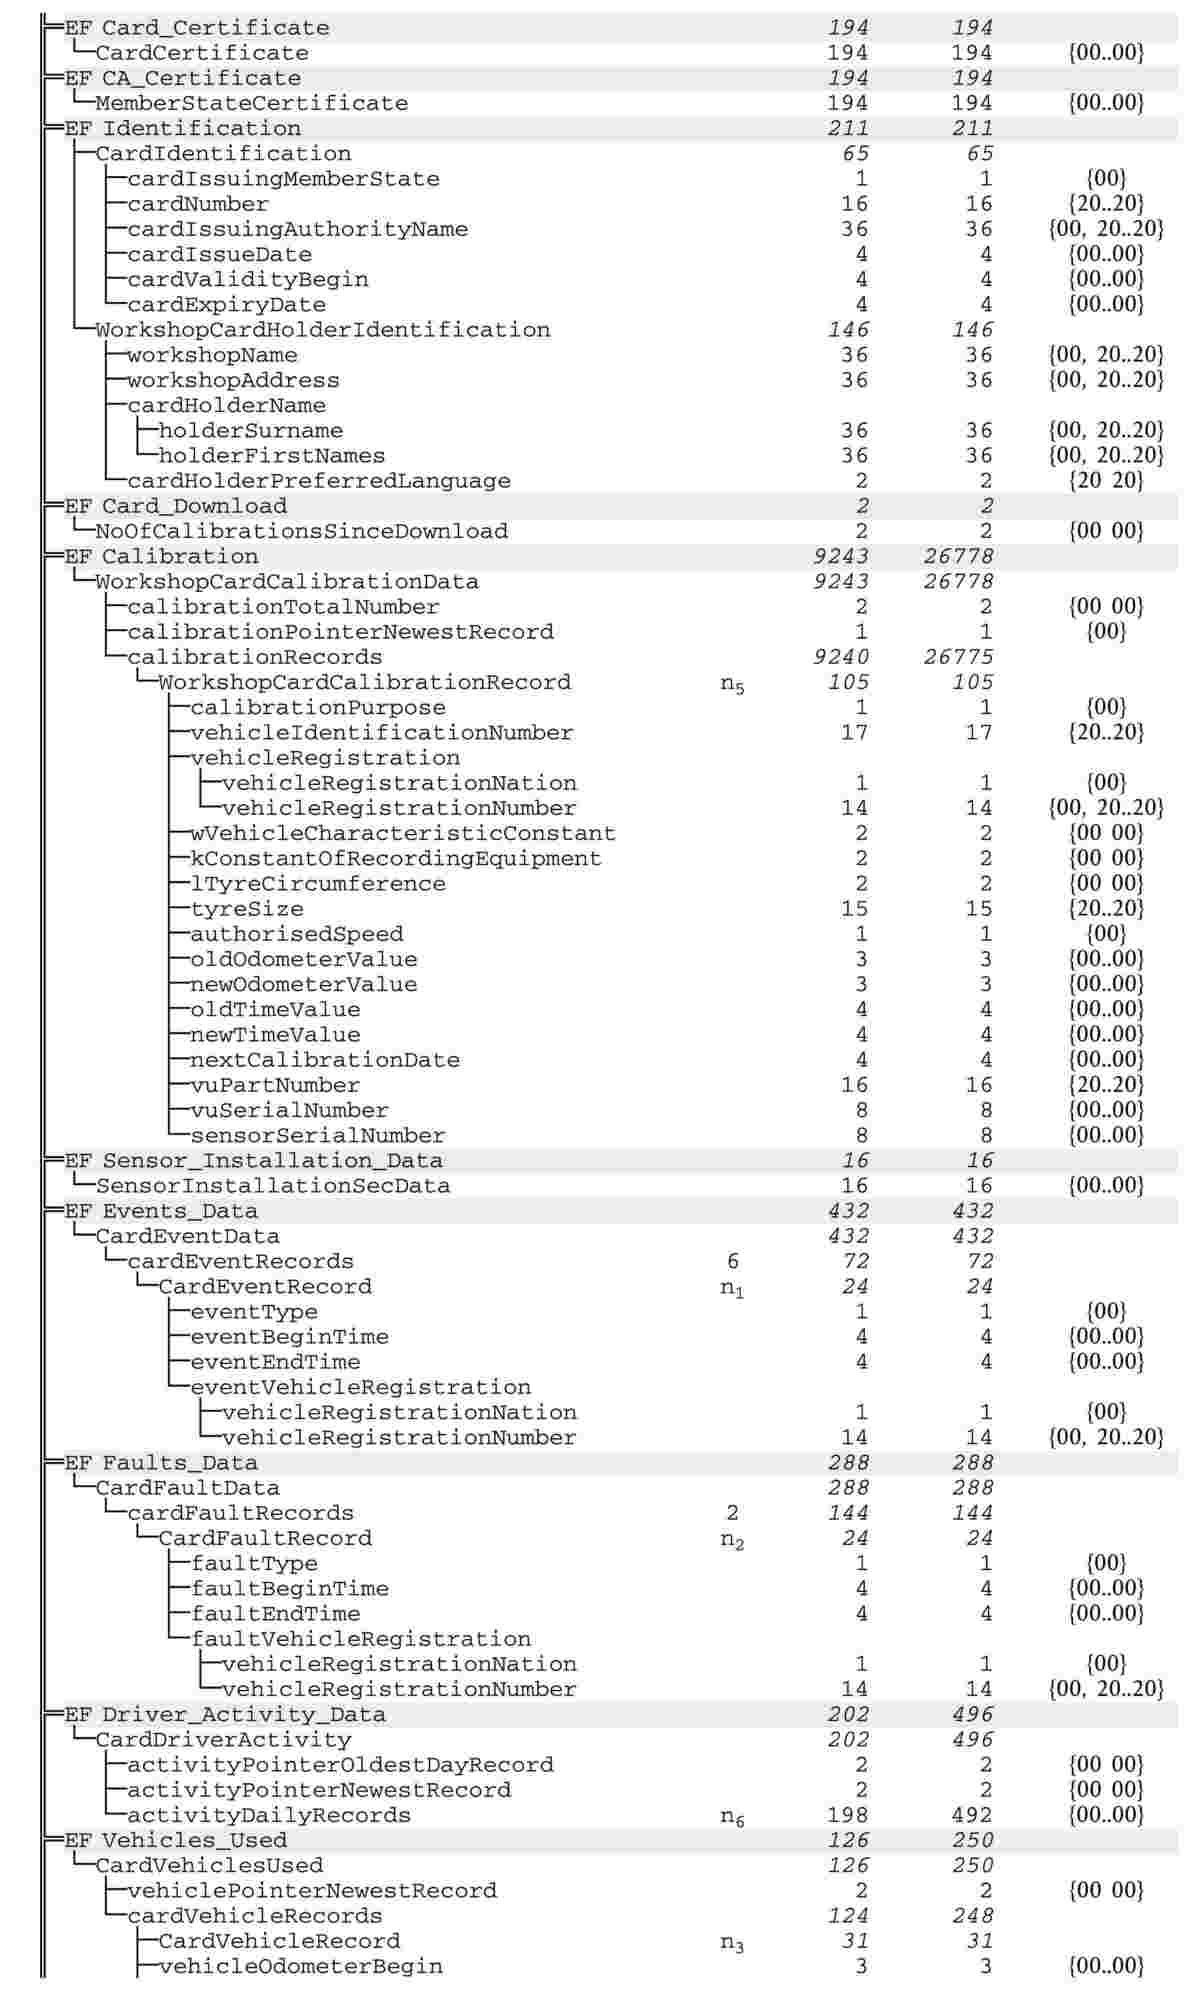 EF Card_Certificate 194 194
CardCertificate 194 194 {00..00}
EF CA_Certificate 194 194
MemberStateCertificate 194 194 {00..00}
EF Identification 211 211
CardIdentification 65 65
cardIssuingMemberState 1 1 {00}
cardNumber 16 16 {20..20}
cardIssuingAuthorityName 36 36 {00, 20..20}
cardIssueDate 4 4 {00..00}
cardValidityBegin 4 4 {00..00}
cardExpiryDate 4 4 {00..00}
WorkshopCardHolderIdentification 146 146
workshopName 36 36 {00, 20..20}
workshopAddress 36 36 {00, 20..20}
cardHolderName
holderSurname 36 36 {00, 20..20}
holderFirstNames 36 36 {00, 20..20}
cardHolderPreferredLanguage 2 2 {20 20}
EF Card_Download 2 2
NoOfCalibrationsSinceDownload 2 2 {00 00}
EF Calibration 9243 26778
WorkshopCardCalibrationData 9243 26778
calibrationTotalNumber 2 2 {00 00}
calibrationPointerNewestRecord 1 1 {00}
calibrationRecords 9240 26775
WorkshopCardCalibrationRecord n5 105 105
calibrationPurpose 1 1 {00}
vehicleIdentificationNumber 17 17 {20..20}
vehicleRegistration
vehicleRegistrationNation 1 1 {00}
vehicleRegistrationNumber 14 14 {00, 20..20}
wVehicleCharacteristicConstant 2 2 {00 00}
kConstantOfRecordingEquipment 2 2 {00 00}
lTyreCircumference 2 2 {00 00}
tyreSize 15 15 {20..20}
authorisedSpeed 1 1 {00}
oldOdometerValue 3 3 {00..00}
newOdometerValue 3 3 {00..00}
oldTimeValue 4 4 {00..00}
newTimeValue 4 4 {00..00}
nextCalibrationDate 4 4 {00..00}
vuPartNumber 16 16 {20..20}
vuSerialNumber 8 8 {00..00}
sensorSerialNumber 8 8 {00..00}
EF Sensor_Installation_Data 16 16
SensorInstallationSecData 16 16 {00..00}
EF Events_Data 432 432
CardEventData 432 432
cardEventRecords 6 72 72
CardEventRecord n1 24 24
eventType 1 1 {00}
eventBeginTime 4 4 {00..00}
eventEndTime 4 4 {00..00}
eventVehicleRegistration
vehicleRegistrationNation 1 1 {00}
vehicleRegistrationNumber 14 14 {00, 20..20}
EF Faults_Data 288 288
CardFaultData 288 288
cardFaultRecords 2 144 144
CardFaultRecord n2 24 24
faultType 1 1 {00}
faultBeginTime 4 4 {00..00}
faultEndTime 4 4 {00..00}
faultVehicleRegistration
vehicleRegistrationNation 1 1 {00}
vehicleRegistrationNumber 14 14 {00, 20..20}
EF Driver_Activity_Data 202 496
CardDriverActivity 202 496
activityPointerOldestDayRecord 2 2 {00 00}
activityPointerNewestRecord 2 2 {00 00}
activityDailyRecords n6 198 492 {00..00}
EF Vehicles_Used 126 250
CardVehiclesUsed 126 250
vehiclePointerNewestRecord 2 2 {00 00}
cardVehicleRecords 124 248
CardVehicleRecord n3 31 31
vehicleOdometerBegin 3 3 {00..00}